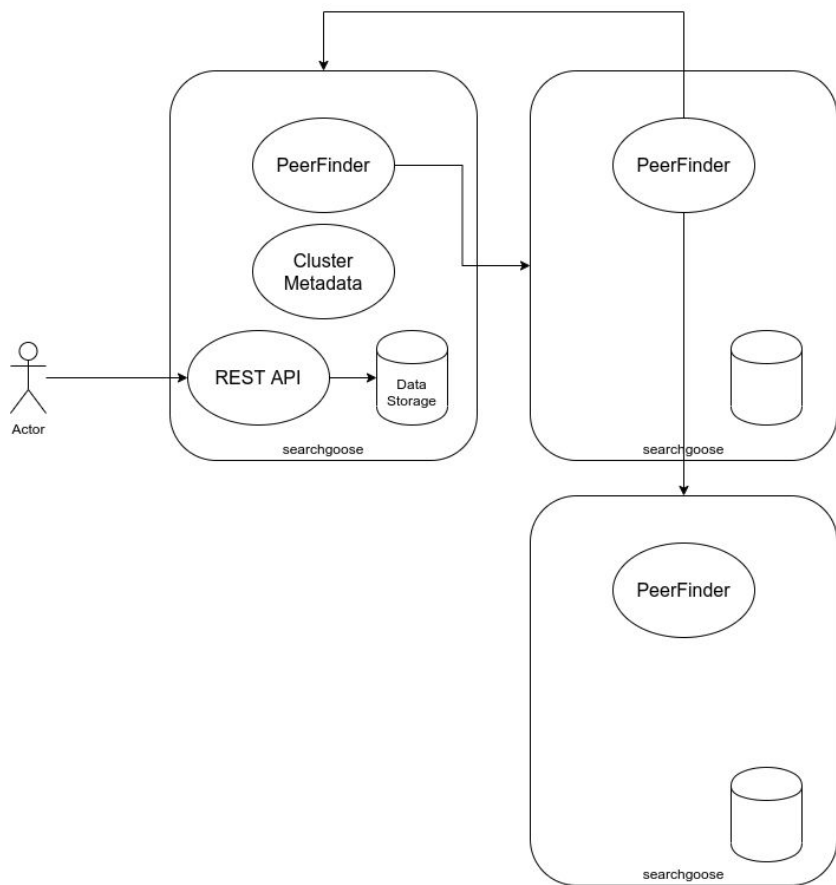 PeerFinder
PeerFinder
Cluster
Metadata
REST API
Data
Storage
Actor
searchgoose
searchgoose
PeerFinder
searchgoose